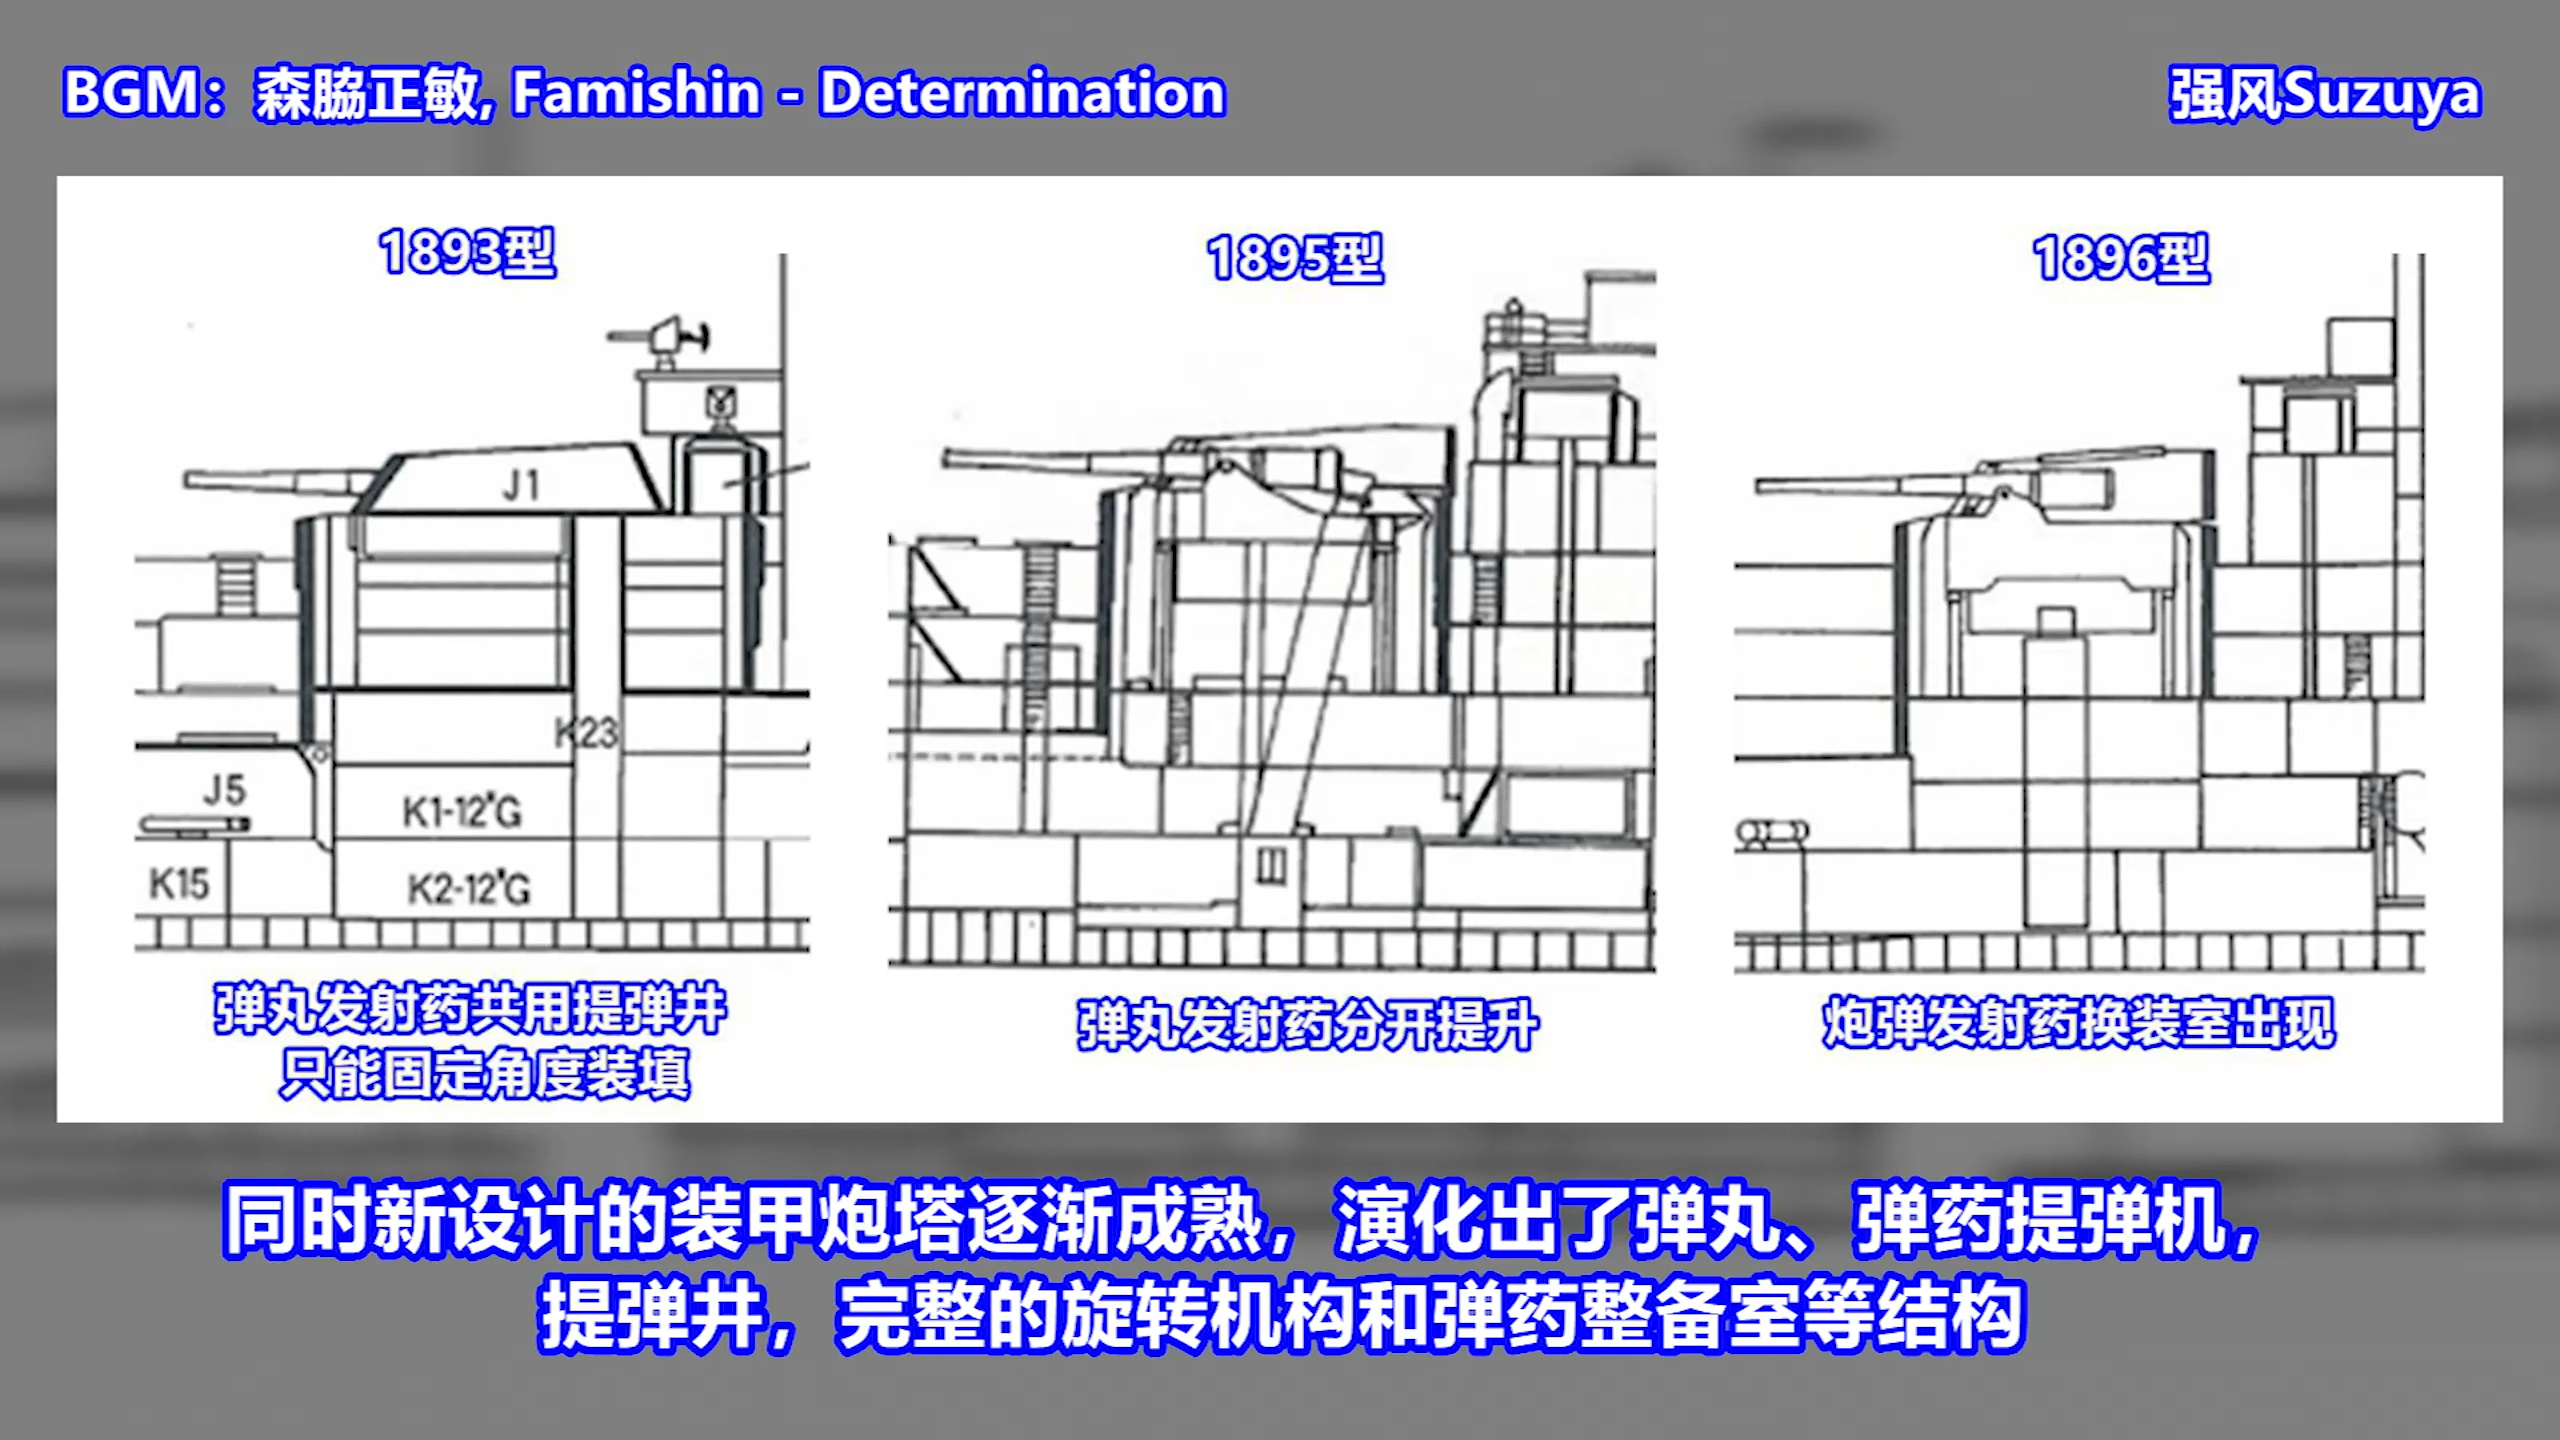 BGM：森脇正敏, Famishin - Determination
强风Suzuya
1893型
1895型
1896型
J1
K23
J5
K1-12"G
K15
K2-12"G
弹丸发射药共用提弹井
只能固定角度装填
弹丸发射药分开提升
炮弹发射药换装室出现
同时新设计的装甲炮塔逐渐成熟，演化出了弹丸、弹药提弹机，
提弹井，完整的旋转机构和弹药整备室等结构